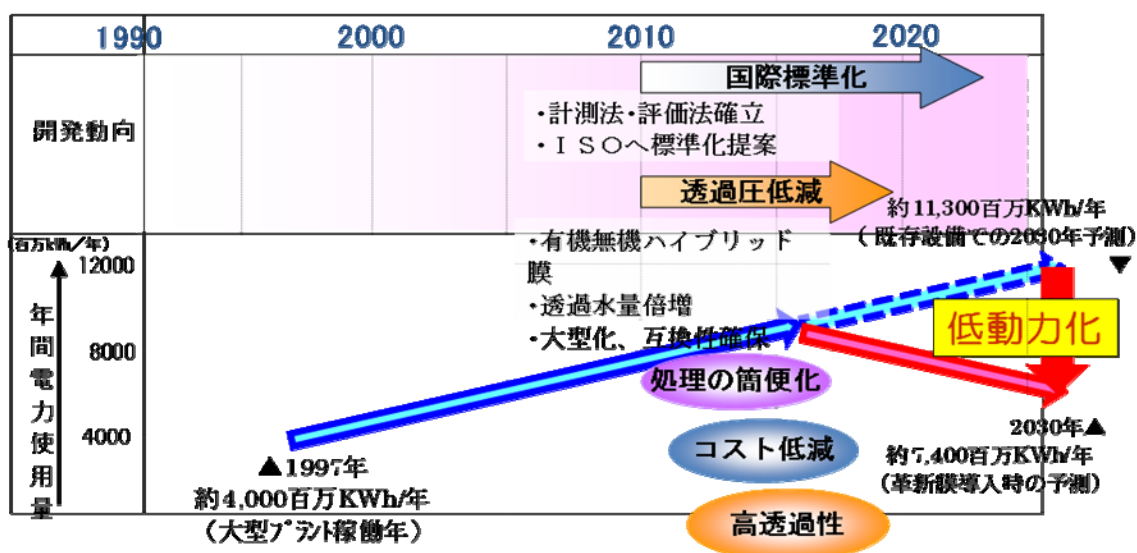 1990 2000 2010 2020
開発動向
国際標準化
・計測法・評価法確立
・ＩＳＯへ標準化提案
透過圧低減
・有機無機ハイブリッド
膜
・透過水量倍増
・大型化、互換性確保
約11,300百万KWh/年
（既存設備での2030年予測）
▼
(百万kWh／年)
12000
8000
4000
年間電力使用量
低動力化
処理の簡便化
コスト低減
高透過性
▲1997年
約4,000百万KWh/年
（大型ﾌﾟﾗﾝﾄ稼働年）
2030年▲
約7,400百万KWh/年
（革新膜導入時の予測）